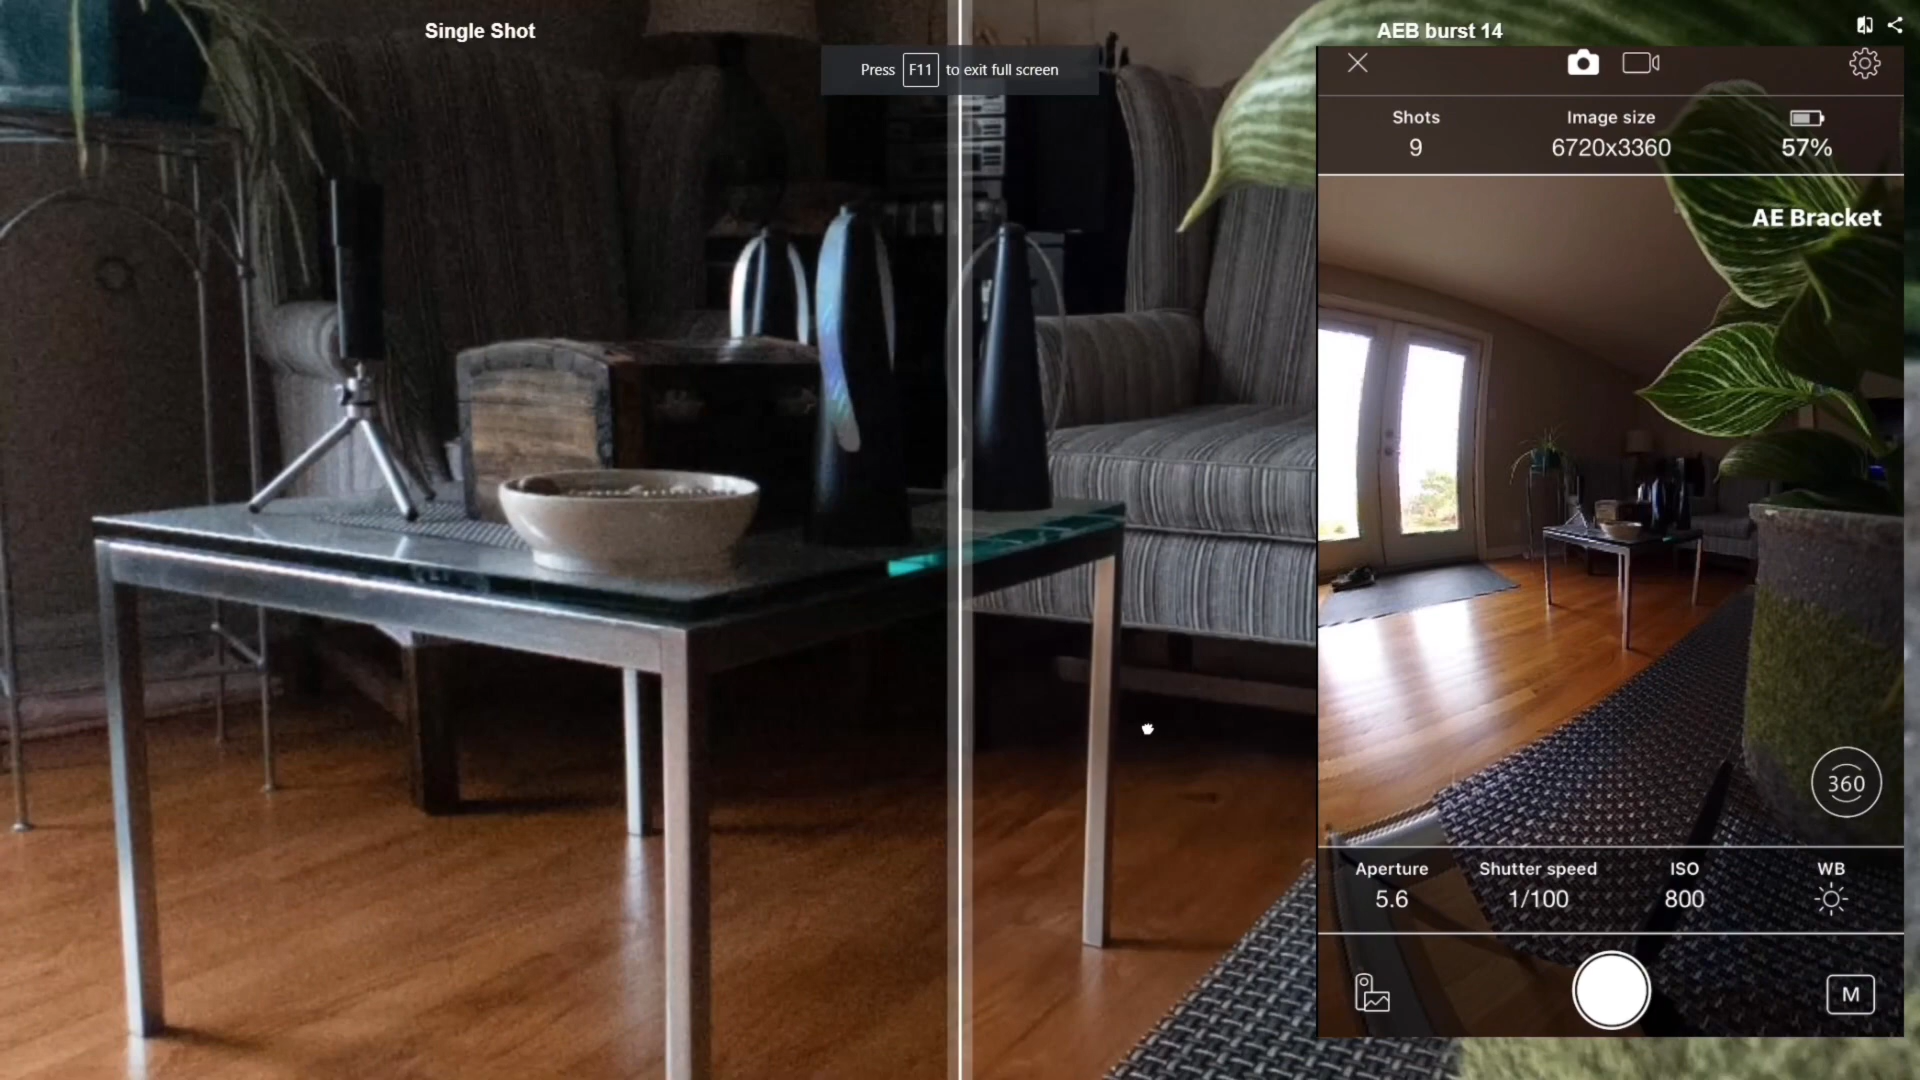 Single Shot
AEB burst 14
Press F11 to exit full screen
Shots
Image size
9
6720x3360
57%
AE Bracket
360
Aperture
Shutter speed
ISO
WB
5.6
1/100
800
M